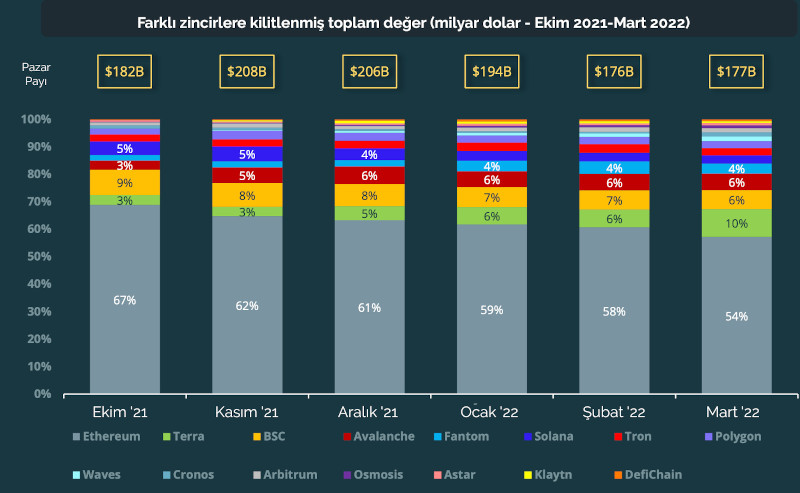 Farklı zincirlere kilitlenmiş toplam değer (milyar dolar - Ekim 2021-Mart 2022)
Pazar
Payı
$182B $208B $206B $194B $176B $177B
100%
90%
80%
70%
60%
50%
40%
30%
20%
10%
0%
5% 5% 4%
4% 4% 4%
3% 5% 6% 6% 6% 6%
9% 8% 8% 7% 7% 6%
3% 3% 5% 6% 6% 10%
67% 62% 61% 59% 58% 54%
Ekim '21 Kasım '21 Aralık '21 Ocak '22 Şubat '22 Mart '22
Ethereum Terra BSC Avalanche Fantom Solana Tron Polygon
Waves Cronos Arbitrum Osmosis Astar Klaytn DefiChain